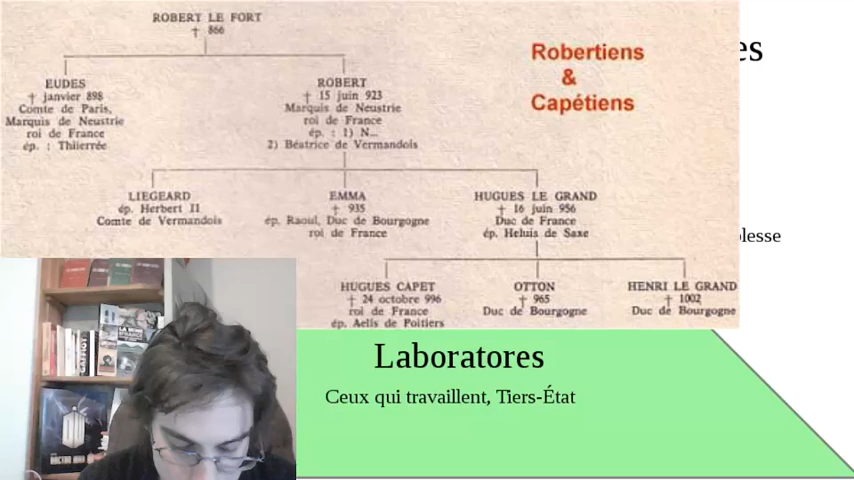 ROBERT LE FORT
† 866
Robertiens
&
Capétiens
EUDES
† janvier 898
Comte de Paris,
Marquis de Neustrie
roi de France
ép. : Thiierrée
ROBERT
† 15 juin 923
Marquis de Neustrie
roi de France
ép. : 1) N...
2) Béatrice de Vermandois
LIEGEARD
ép. Herbert II
Comte de Vermandois
EMMA
† 935
ép. Raoul, Duc de Bourgogne
roi de France
HUGUES LE GRAND
† 16 juin 956
Duc de France
ép. Heluis de Saxe
HUGUES CAPET
† 24 octobre 996
roi de France
ép. Aelis de Poitiers
OTTON
† 965
Duc de Bourgogne
HENRI LE GRAND
† 1002
Duc de Bourgogne
es
lesse
Laboratores
Ceux qui travaillent, Tiers-État